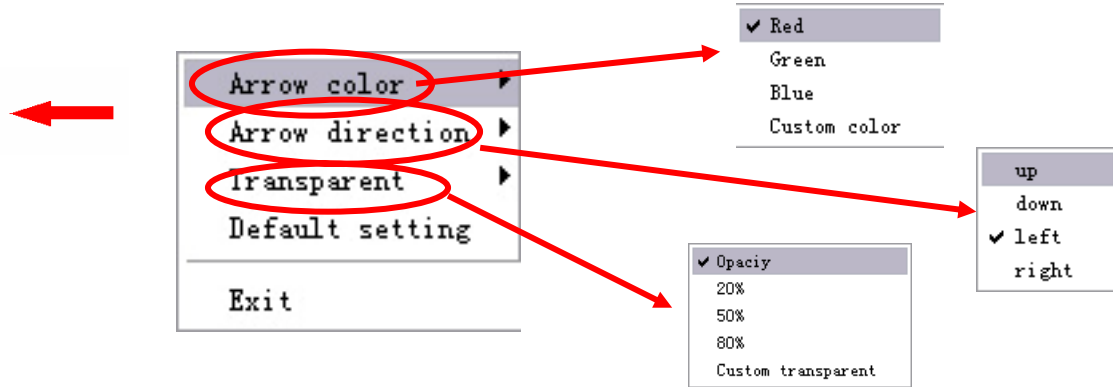 Arrow color
Arrow direction
Transparent
Default setting
Exit
Red
Green
Blue
Custom color
up
down
left
right
Opaciy
20%
50%
80%
Custom transparent